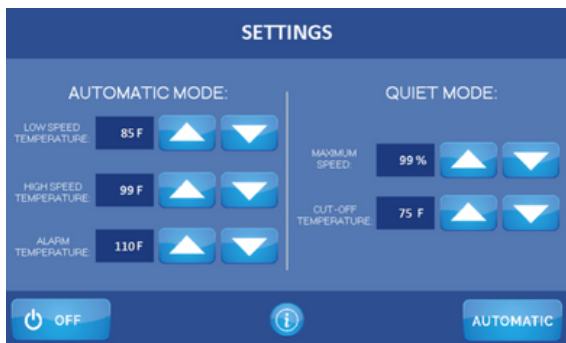 SETTINGS
AUTOMATIC MODE:
LOW SPEED
TEMPERATURE:
85 F
HIGH SPEED
TEMPERATURE:
99 F
ALARM
TEMPERATURE:
110 F
QUIET MODE:
MAXIMUM
SPEED:
99 %
CUT-OFF
TEMPERATURE:
75 F
OFF
i
AUTOMATIC